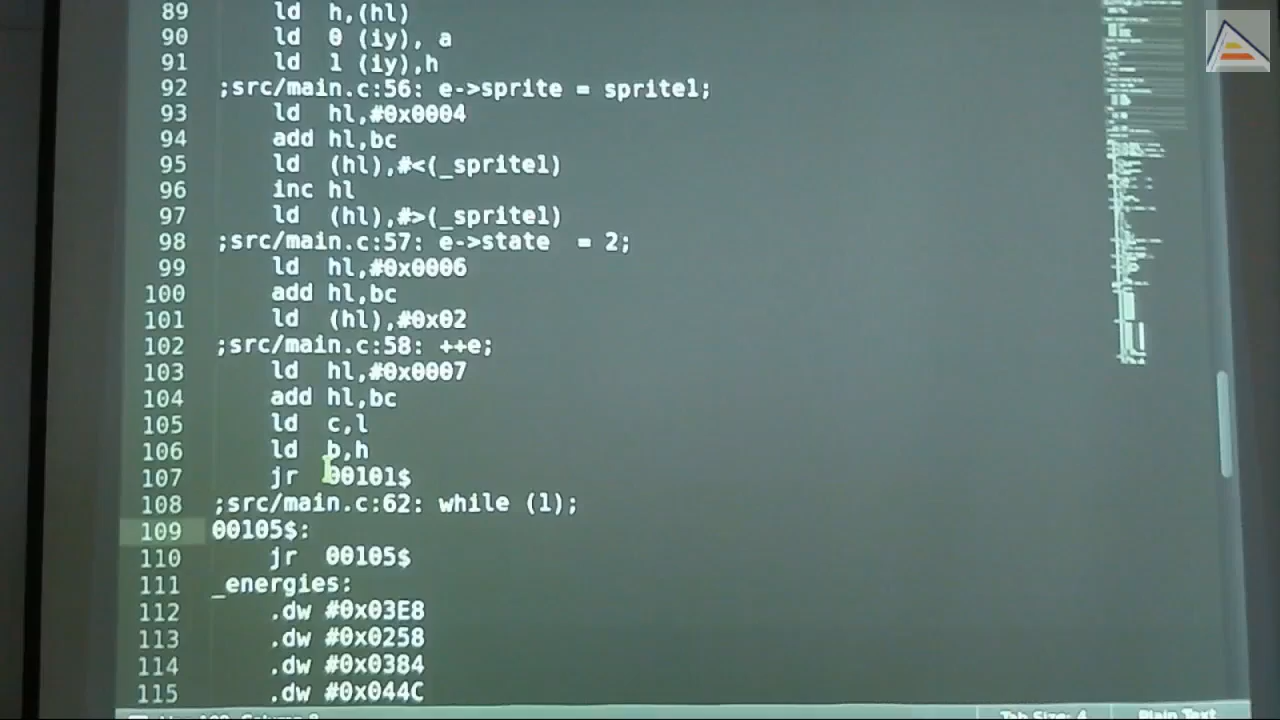 89 ld h,(hl)
90 ld 0 (iy), a
91 ld 1 (iy),h
92 ;src/main.c:56: e->sprite = sprite1;
93 ld hl,#0x0004
94 add hl,bc
95 ld (hl),#<(_sprite1)
96 inc hl
97 ld (hl),#>(_sprite1)
98 ;src/main.c:57: e->state = 2;
99 ld hl,#0x0006
100 add hl,bc
101 ld (hl),#0x02
102 ;src/main.c:58: ++e;
103 ld hl,#0x0007
104 add hl,bc
105 ld c,l
106 ld b,h
107 jr 00101$
108 ;src/main.c:62: while (1);
109 00105$:
110 jr 00105$
111 _energies:
112 .dw #0x03E8
113 .dw #0x0258
114 .dw #0x0384
115 .dw #0x044C
Tab Size: 4 Plain Text